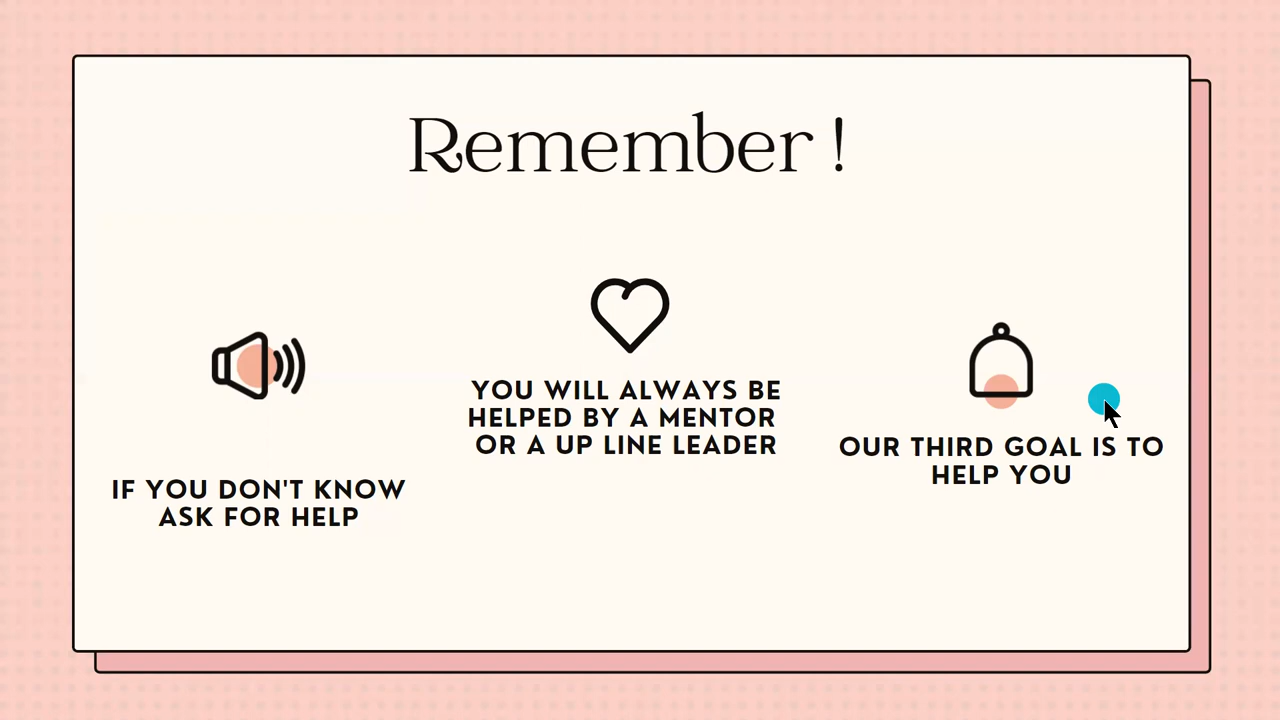 Remember !
IF YOU DON'T KNOW
ASK FOR HELP
YOU WILL ALWAYS BE
HELPED BY A MENTOR
OR A UP LINE LEADER
OUR THIRD GOAL IS TO
HELP YOU